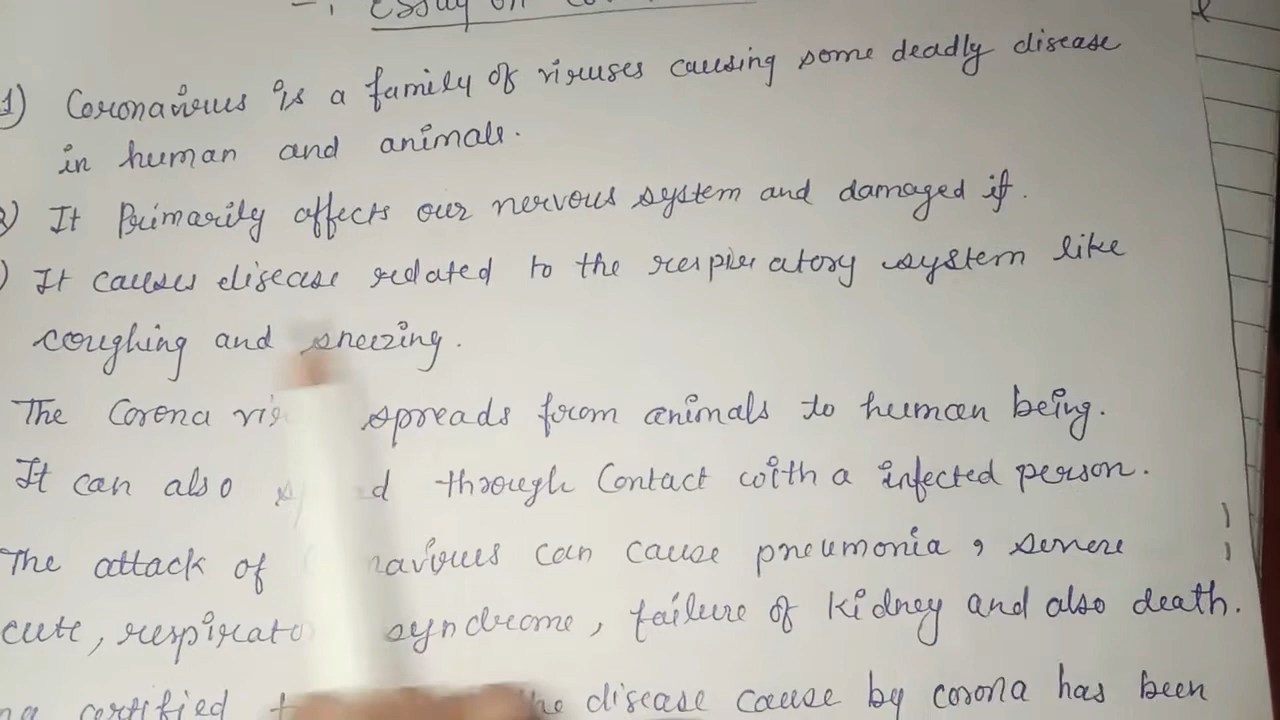 Essay on
1) Coronavirus is a family of viruses causing some deadly disease
in human and animals.
2) It Primarily affects our nervous system and damaged it.
) It causes disease related to the respiratory system like
coughing and sneezing.
The Corona spreads from animals to human being.
It can also through Contact with a infected person.
The attack of can cause pneumonia, severe
cute, syndrome, failure of kidney and also death.
certified disease cause by corona has been